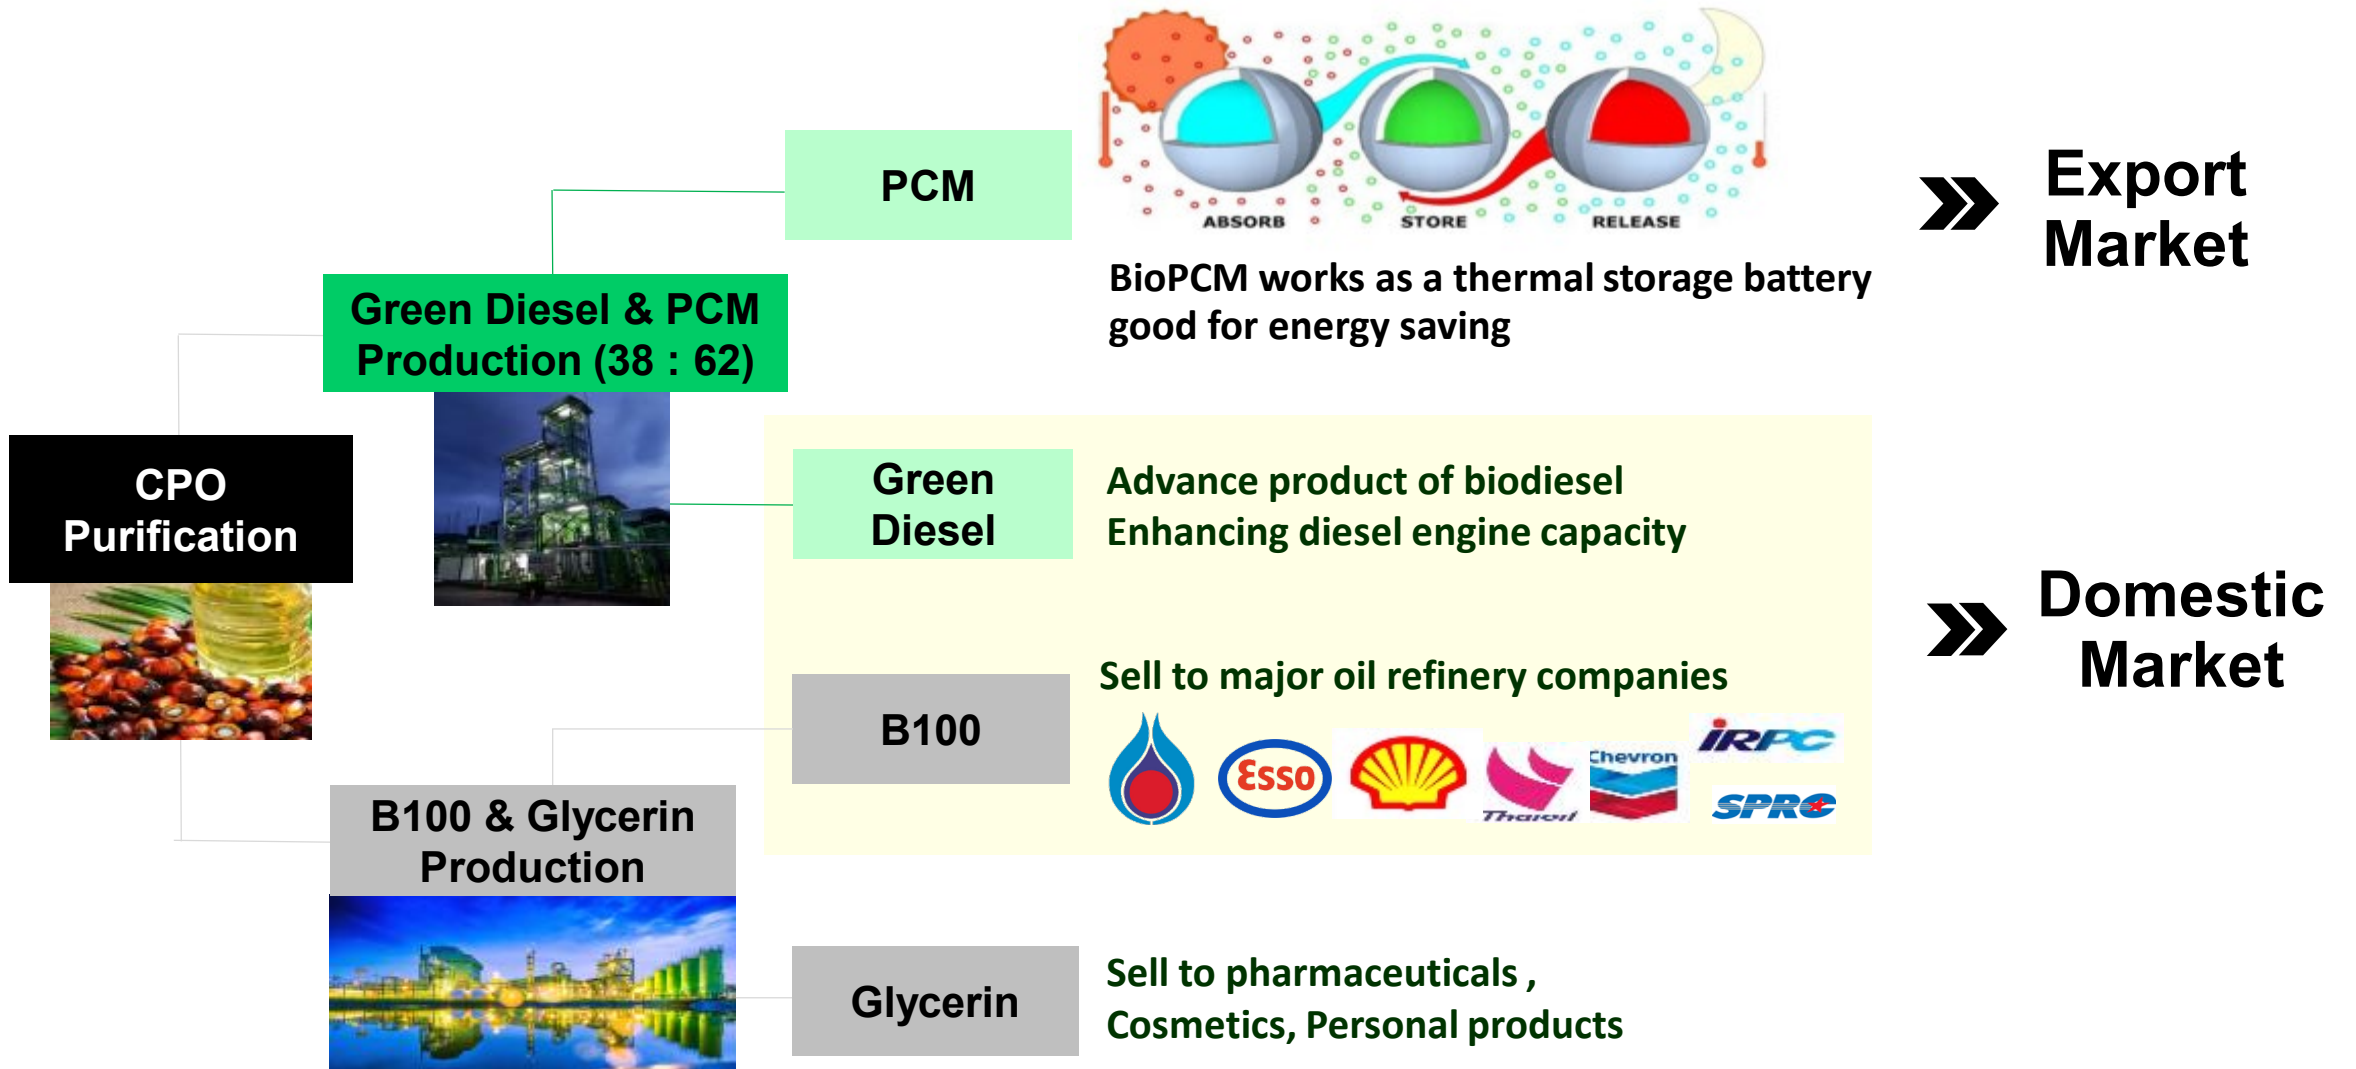 PCM
ABSORB
STORE
RELEASE
BioPCM works as a thermal storage battery
good for energy saving
Export
Market
Green Diesel & PCM
Production (38 : 62)
CPO
Purification
Green
Diesel
Advance product of biodiesel
Enhancing diesel engine capacity
Domestic
Market
Sell to major oil refinery companies
B100
Esso
Thaioil
Chevron
IRPC
SPRC
B100 & Glycerin
Production
Glycerin
Sell to pharmaceuticals ,
Cosmetics, Personal products